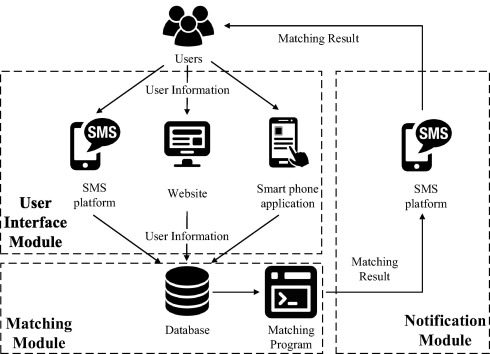 Matching Result
Users
User Information
SMS
SMS
SMS
platform
Website
Smart phone
application
SMS
platform
User
Interface
Module
User Information
Matching
Result
Matching
Module
Database
Matching
Program
Notification
Module